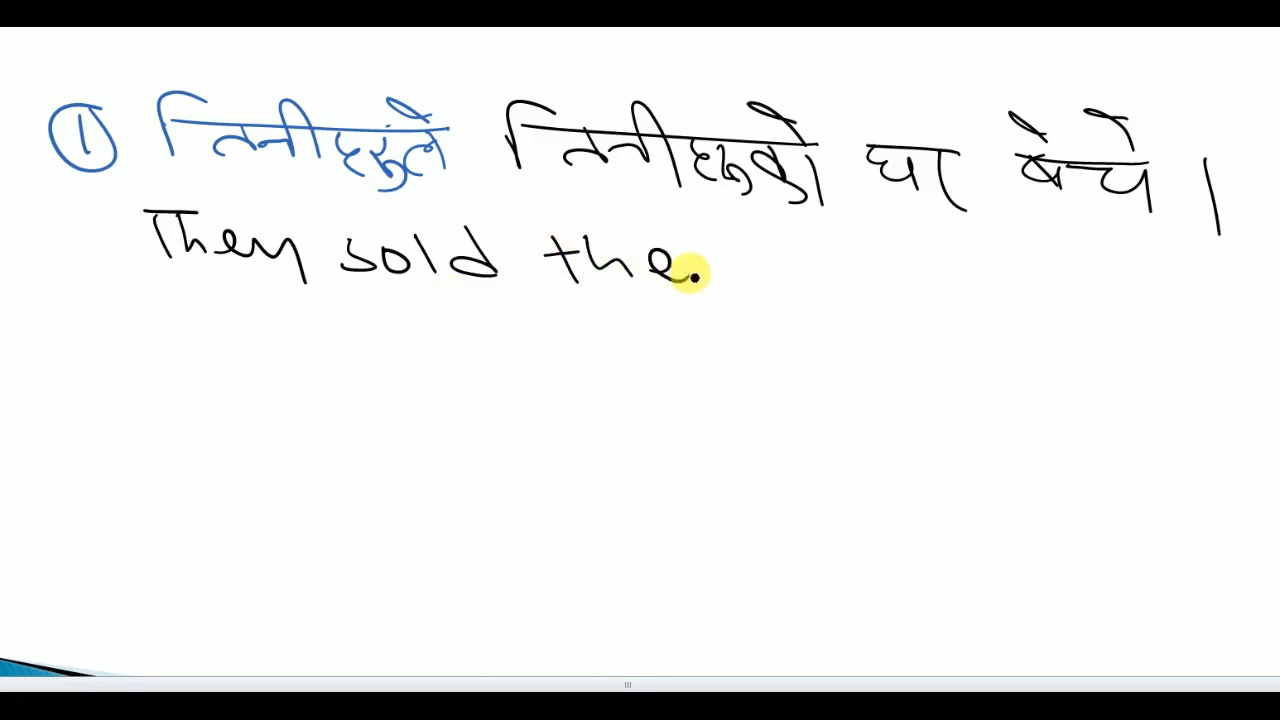 ① तिनीहरुले तिनीहरुको घर बेचे ।
They sold the